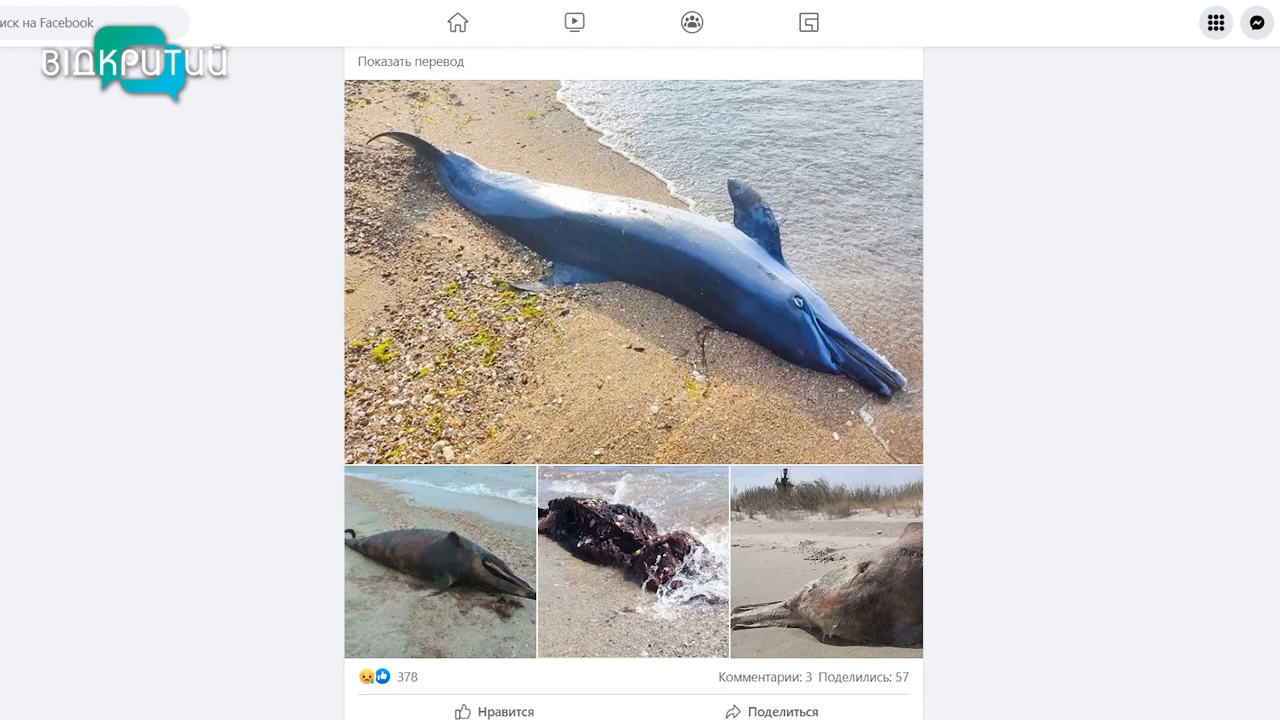 иск на Facebook
ВІДКРИТИЙ
Показать перевод
378
Комментарии: 3 Поделились: 57
Нравится
Поделиться